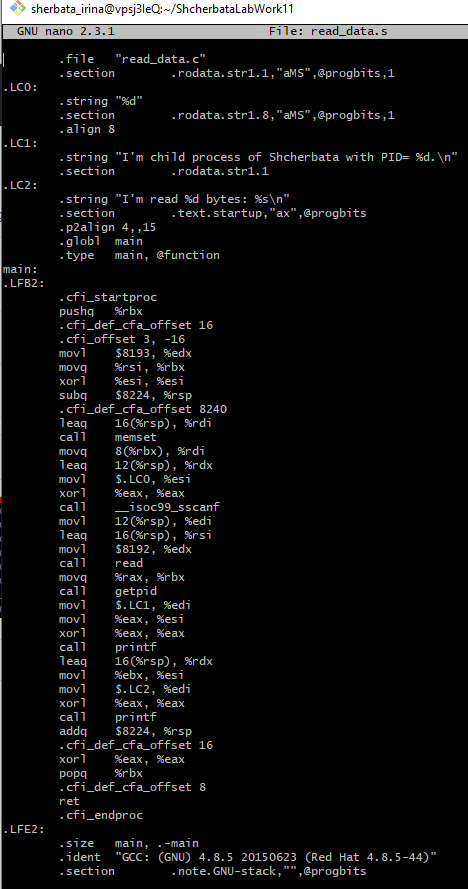 sherbata_irina@vpsj3IeQ:~/ShcherbataLabWork11
GNU nano 2.3.1 File: read_data.s
.file "read_data.c"
.section .rodata.str1.1,"aMS",@progbits,1
.LC0:
.string "%d"
.section .rodata.str1.8,"aMS",@progbits,1
.align 8
.LC1:
.string "I'm child process of Shcherbata with PID= %d.\n"
.section .rodata.str1.1
.LC2:
.string "I'm read %d bytes: %s\n"
.section .text.startup,"ax",@progbits
.p2align 4,,15
.globl main
.type main, @function
main:
.LFB2:
.cfi_startproc
pushq %rbx
.cfi_def_cfa_offset 16
.cfi_offset 3, -16
movl $8193, %edx
movq %rsi, %rbx
xorl %esi, %esi
subq $8224, %rsp
.cfi_def_cfa_offset 8240
leaq 16(%rsp), %rdi
call memset
movq 8(%rbx), %rdi
leaq 12(%rsp), %rdx
movl $.LC0, %esi
xorl %eax, %eax
call __isoc99_sscanf
movl 12(%rsp), %edi
leaq 16(%rsp), %rsi
movl $8192, %edx
call read
movq %rax, %rbx
call getpid
movl $.LC1, %edi
movl %eax, %esi
xorl %eax, %eax
call printf
leaq 16(%rsp), %rdx
movl %ebx, %esi
movl $.LC2, %edi
xorl %eax, %eax
call printf
addq $8224, %rsp
.cfi_def_cfa_offset 16
xorl %eax, %eax
popq %rbx
.cfi_def_cfa_offset 8
ret
.cfi_endproc
.LFE2:
.size main, .-main
.ident "GCC: (GNU) 4.8.5 20150623 (Red Hat 4.8.5-44)"
.section .note.GNU-stack,"",@progbits